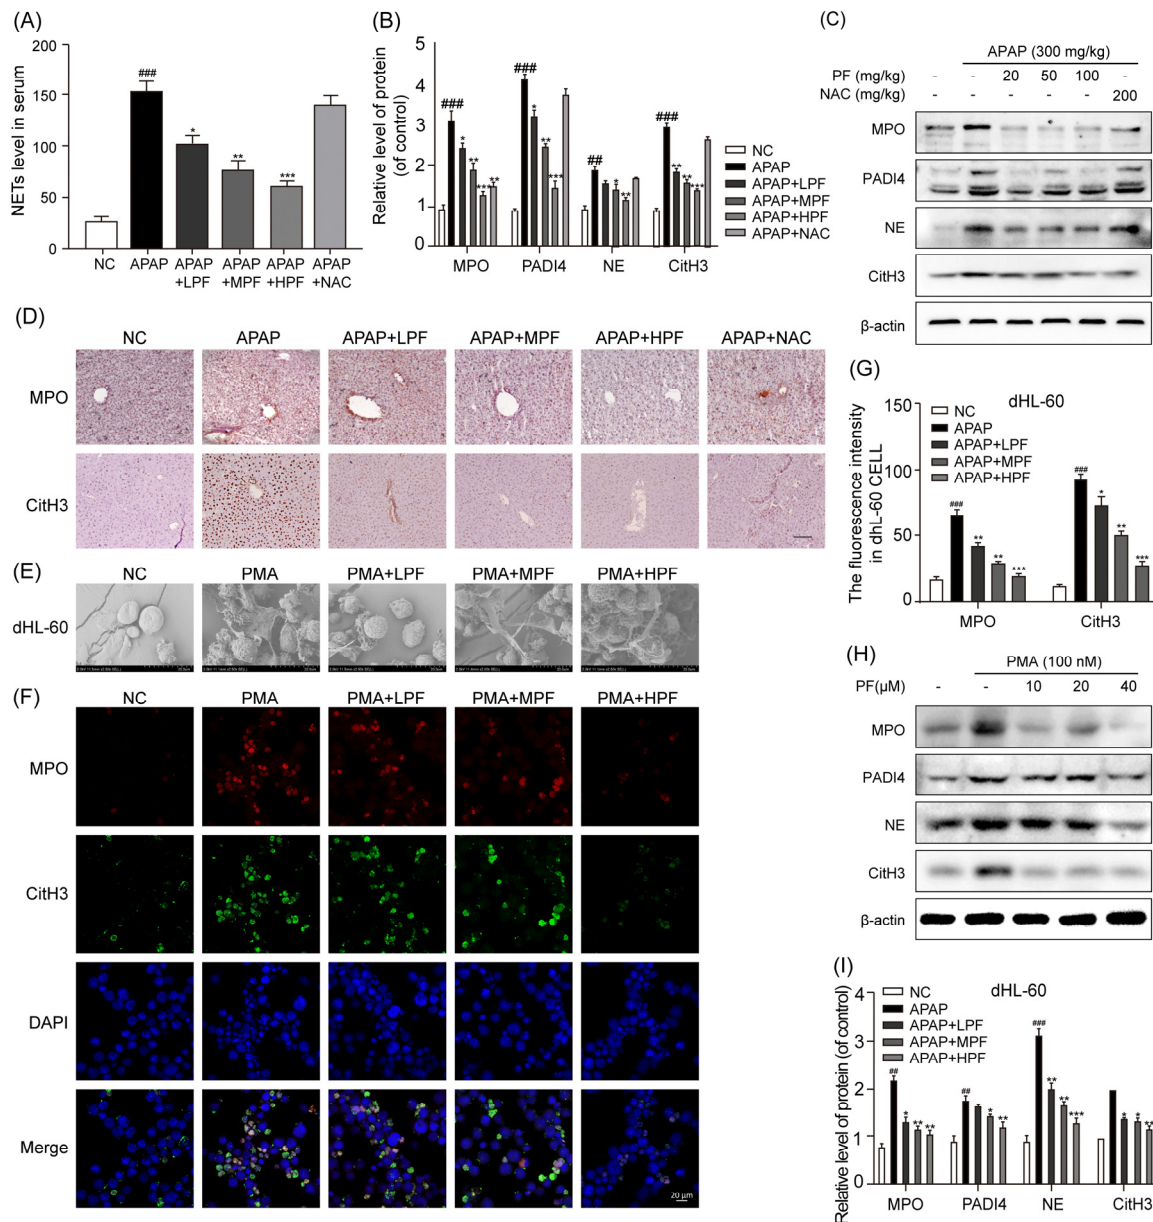 (A)
NETs level in serum
200
150
100
50
0
###
*
**
***
NC
APAP
APAP
+LPF
APAP
+MPF
APAP
+HPF
APAP
+NAC
(B)
Relative level of protein
(of control)
5
4
3
2
1
0
###
*
**
***
**
###
*
**
***
##
*
**
###
**
**
***
MPO
PADI4
NE
CitH3
NC
APAP
APAP+LPF
APAP+MPF
APAP+HPF
APAP+NAC
(C)
APAP (300 mg/kg)
PF (mg/kg) - - 20 50 100 -
NAC(mg/kg) - - - - - 200
MPO
PADI4
NE
CitH3
β-actin
(D)
NC APAP APAP+LPF APAP+MPF APAP+HPF APAP+NAC
MPO
CitH3
(E)
NC PMA PMA+LPF PMA+MPF PMA+HPF
dHL-60
(F)
NC PMA PMA+LPF PMA+MPF PMA+HPF
MPO
CitH3
DAPI
Merge
20 μm
(G)
dHL-60
The fluorescence intensity
in dhL-60 CELL
150
100
50
0
NC
APAP
APAP+LPF
APAP+MPF
APAP+HPF
###
**
**
***
###
*
**
***
MPO
CitH3
(H)
PMA (100 nM)
PF(μM) - - 10 20 40
MPO
PADI4
NE
CitH3
β-actin
(I)
dHL-60
Relative level of protein (of control)
4
3
2
1
0
NC
APAP
APAP+LPF
APAP+MPF
APAP+HPF
##
*
**
**
##
*
**
###
**
**
***
*
*
**
MPO
PADI4
NE
CitH3